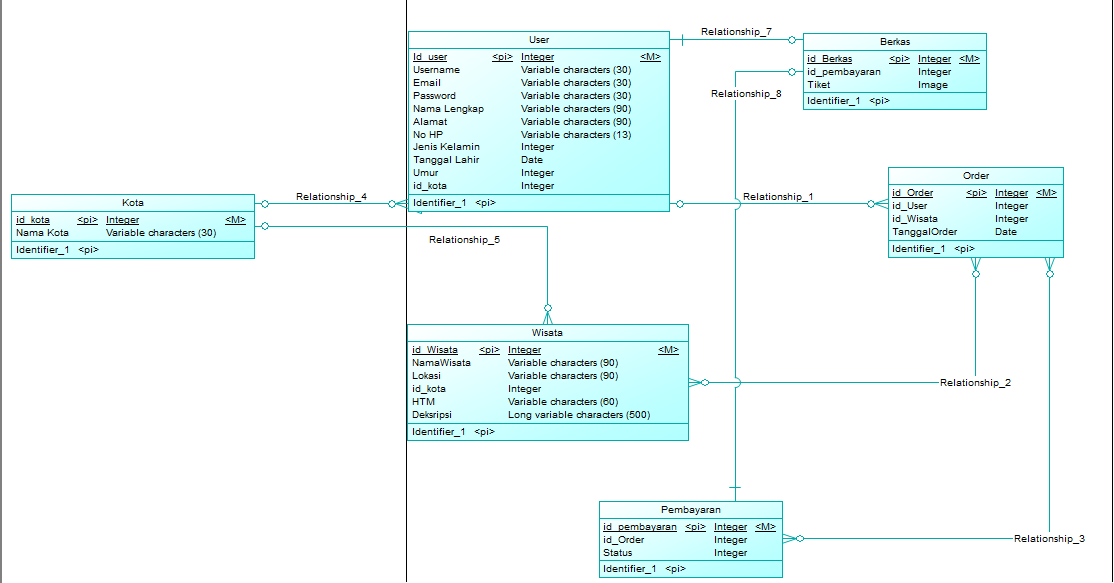 User
Id_user <pi> Integer <M>
Username Variable characters (30)
Email Variable characters (30)
Password Variable characters (30)
Nama Lengkap Variable characters (90)
Alamat Variable characters (90)
No HP Variable characters (13)
Jenis Kelamin Integer
Tanggal Lahir Date
Umur Integer
id_kota Integer
Identifier_1 <pi>
Relationship_7
Berkas
id_Berkas <pi> Integer <M>
id_pembayaran Integer
Tiket Image
Identifier_1 <pi>
Relationship_8
Relationship_4
Relationship_1
Order
id_Order <pi> Integer <M>
id_User Integer
id_Wisata Integer
TanggalOrder Date
Identifier_1 <pi>
Kota
id_kota <pi> Integer <M>
Nama Kota Variable characters (30)
Identifier_1 <pi>
Relationship_5
Wisata
id_Wisata <pi> Integer <M>
NamaWisata Variable characters (90)
Lokasi Variable characters (90)
id_kota Integer
HTM Variable characters (60)
Deksripsi Long variable characters (500)
Identifier_1 <pi>
Relationship_2
Pembayaran
id_pembayaran <pi> Integer <M>
id_Order Integer
Status Integer
Identifier_1 <pi>
Relationship_3